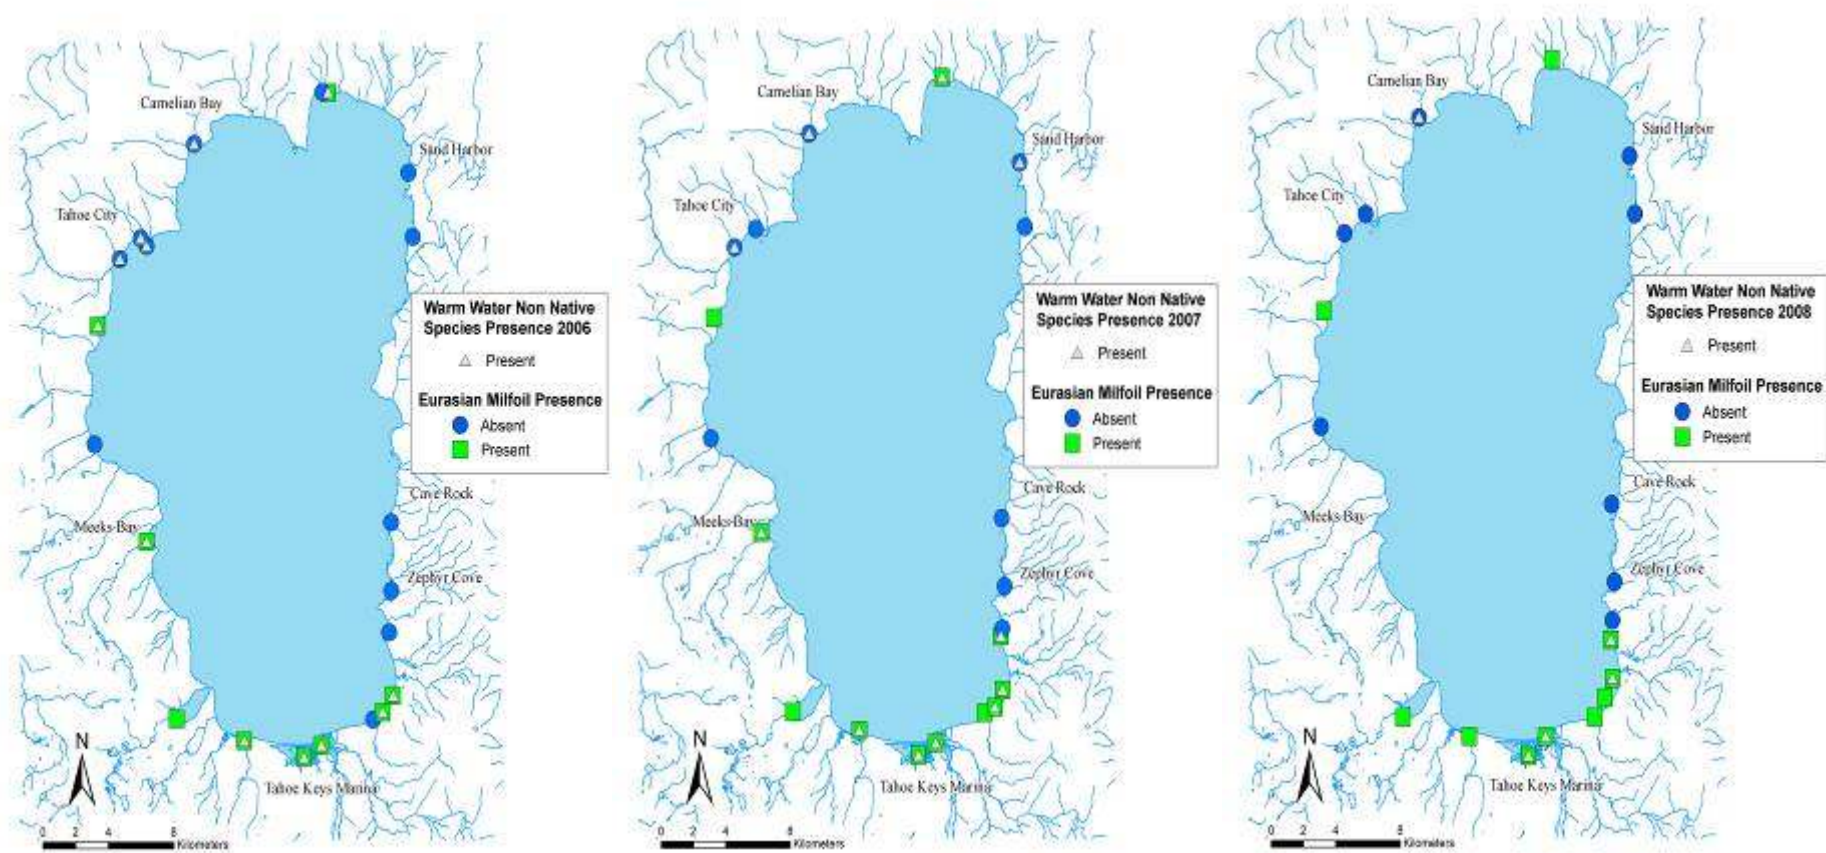 Carnelian Bay
Sand Harbor
Tahoe City
Warm Water Non Native
Species Presence 2006
Present
Eurasian Milfoil Presence
Absent
Present
Cave Rock
Meeks Bay
Zephyr Cove
N
Tahoe Keys Marina
0 2 4 8
Kilometers
Carnelian Bay
Sand Harbor
Tahoe City
Warm Water Non Native
Species Presence 2007
Present
Eurasian Milfoil Presence
Absent
Present
Cave Rock
Meeks Bay
Zephyr Cove
N
Tahoe Keys Marina
0 2 4 8
Kilometers
Carnelian Bay
Sand Harbor
Tahoe City
Warm Water Non Native
Species Presence 2008
Present
Eurasian Milfoil Presence
Absent
Present
Cave Rock
Meeks Bay
Zephyr Cove
N
Tahoe Keys Marina
0 2 4 8
Kilometers